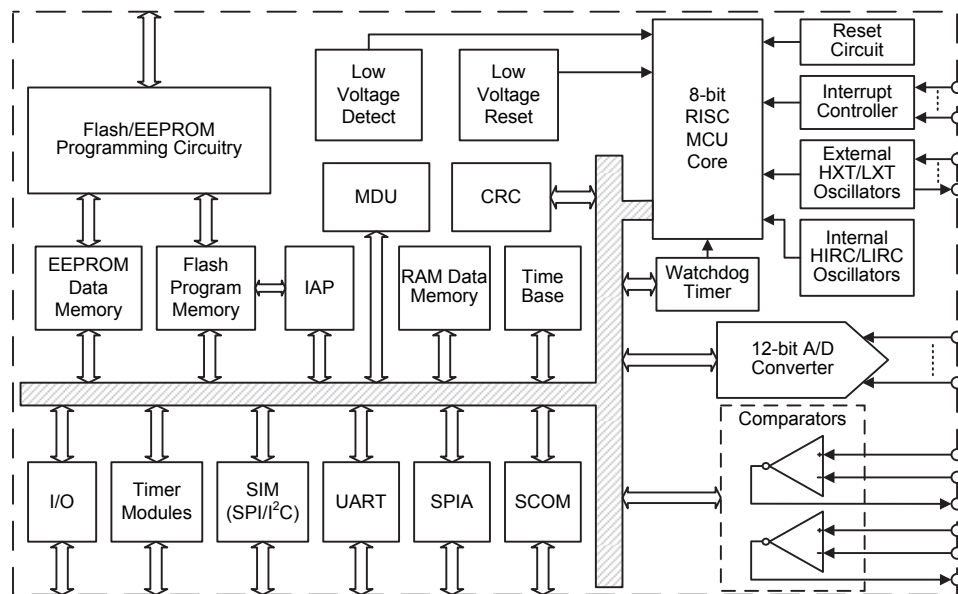 Flash/EEPROM
Programming Circuitry
Low
Voltage
Detect
Low
Voltage
Reset
8-bit
RISC
MCU
Core
Reset
Circuit
Interrupt
Controller
External
HXT/LXT
Oscillators
Internal
HIRC/LIRC
Oscillators
MDU
CRC
EEPROM
Data
Memory
Flash
Program
Memory
IAP
RAM Data
Memory
Time
Base
Watchdog
Timer
12-bit A/D
Converter
Comparators
+
-
+
-
I/O
Timer
Modules
SIM
(SPI/I²C)
UART
SPIA
SCOM